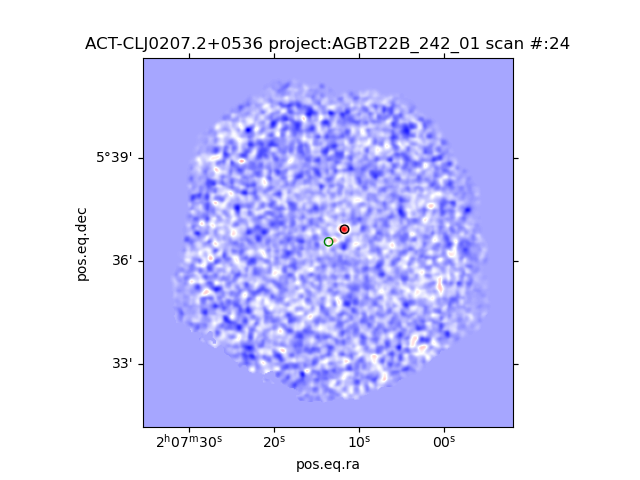 ACT-CLJ0207.2+0536 project:AGBT22B_242_01 scan #:24
pos.eq.dec
5°39'
36'
33'
2ʰ07ᵐ30ˢ 20ˢ 10ˢ 00ˢ
pos.eq.ra